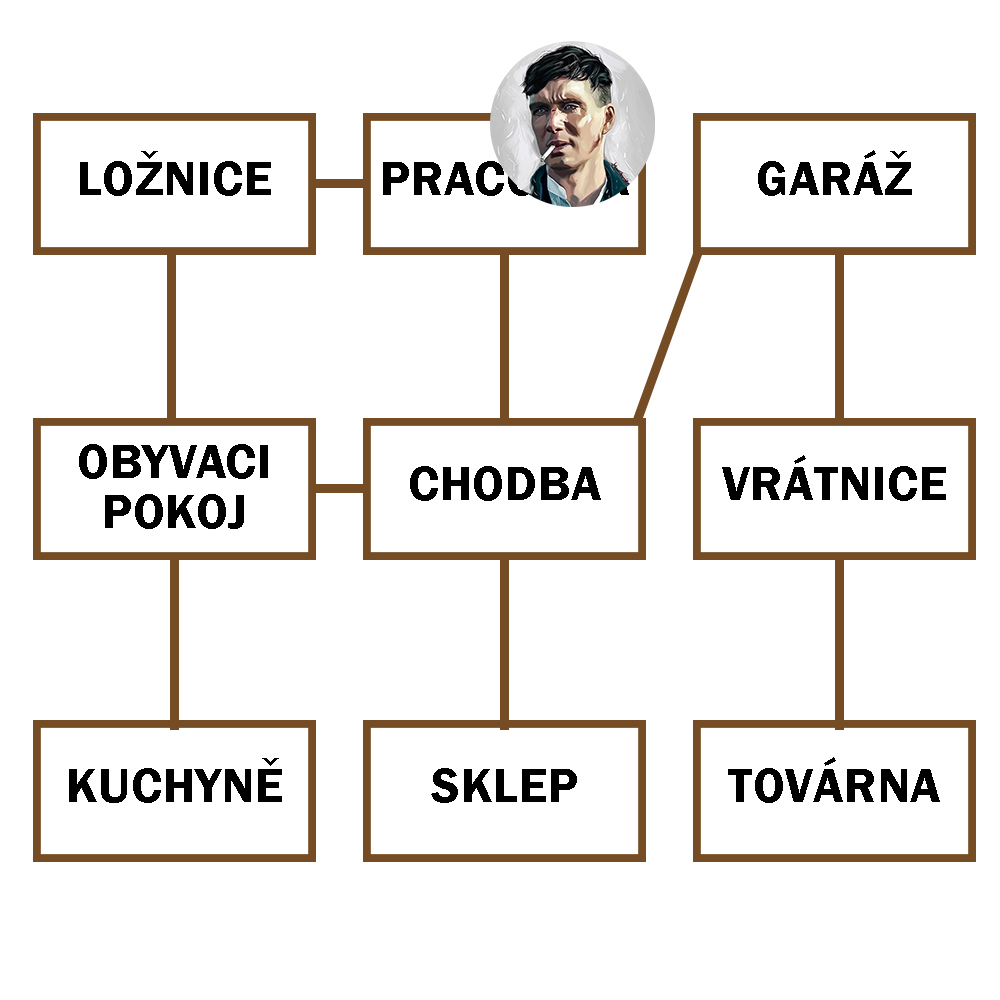 LOŽNICE
GARÁŽ
OBYVACI
POKOJ
CHODBA
VRÁTNICE
KUCHYNĚ
SKLEP
TOVÁRNA